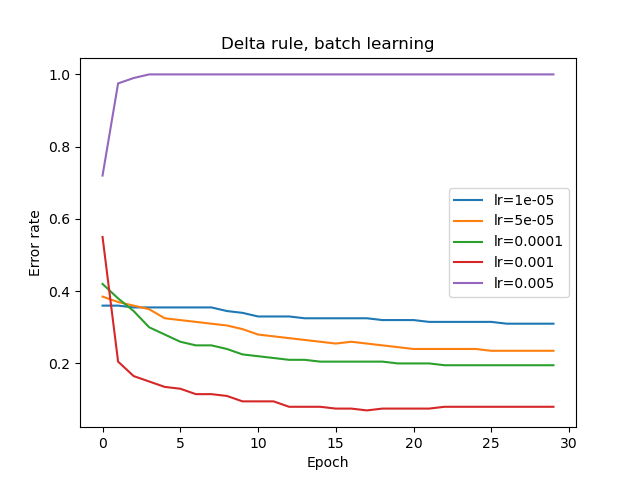 Delta rule, batch learning
Error rate
1.0
0.8
0.6
0.4
0.2
lr=1e-05
lr=5e-05
lr=0.0001
lr=0.001
lr=0.005
0 5 10 15 20 25 30
Epoch